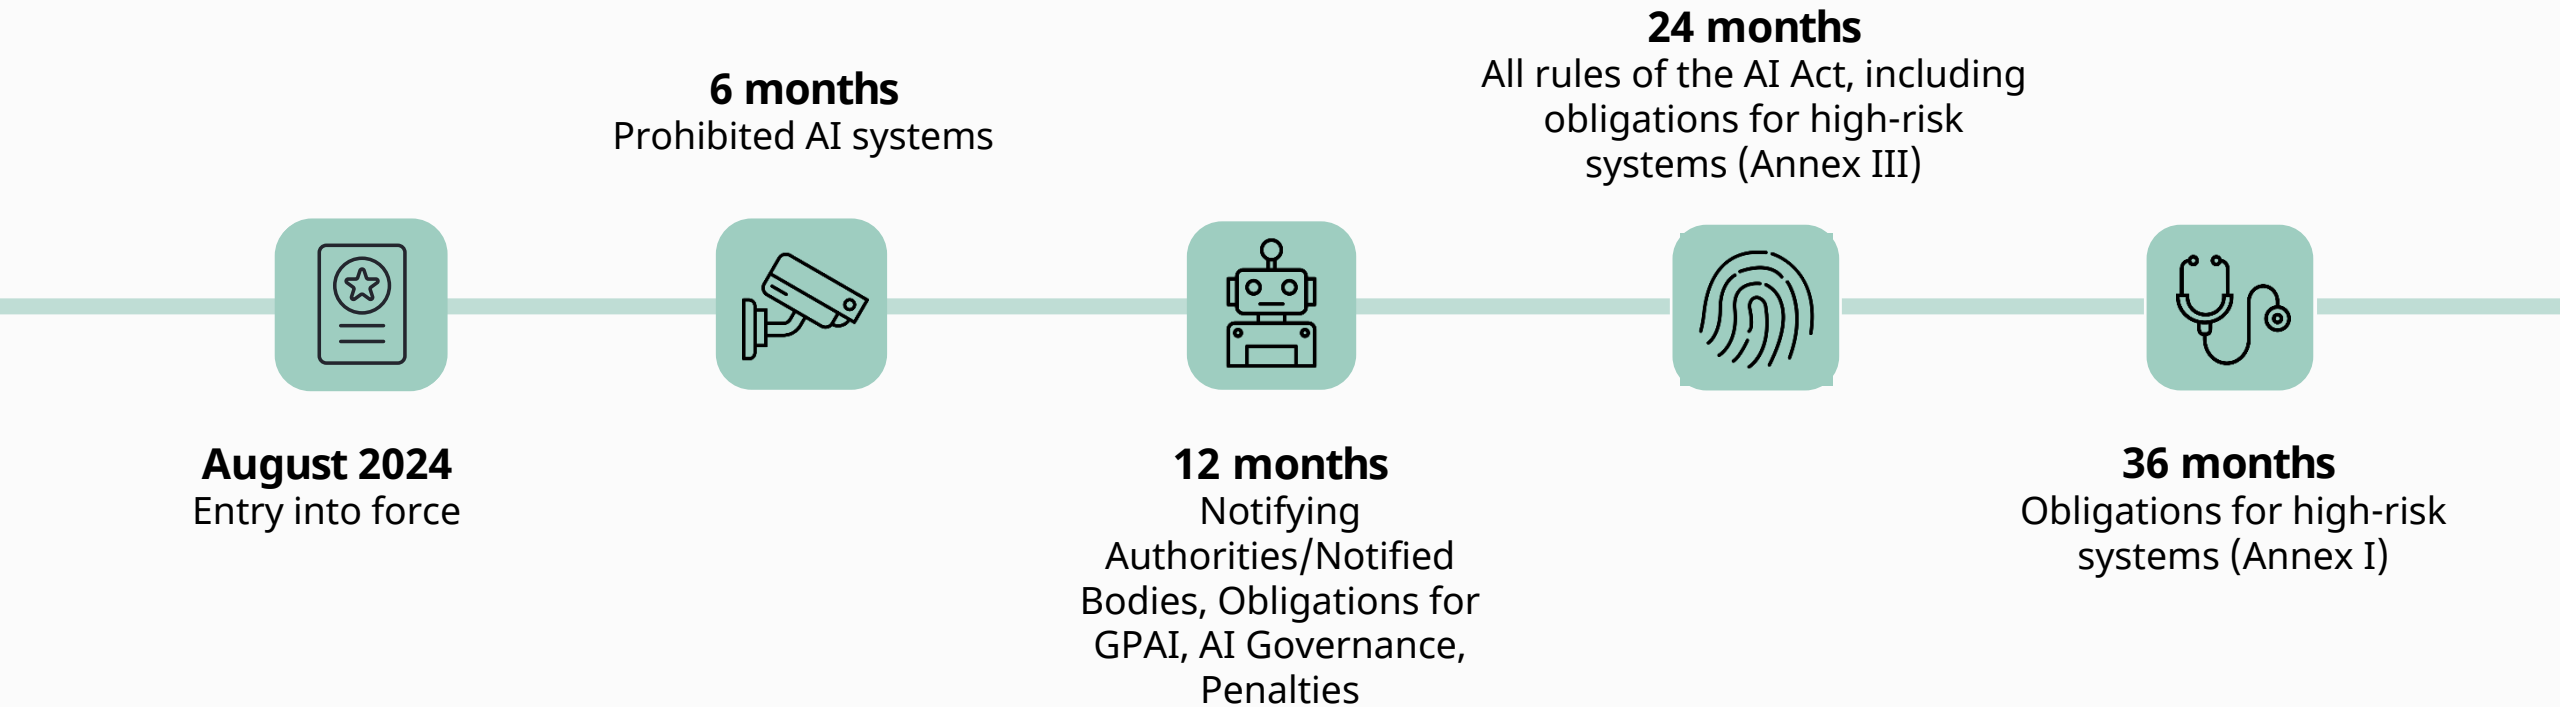 August 2024
Entry into force
6 months
Prohibited AI systems
12 months
Notifying
Authorities/Notified
Bodies, Obligations for
GPAI, AI Governance,
Penalties
24 months
All rules of the AI Act, including
obligations for high-risk
systems (Annex III)
36 months
Obligations for high-risk
systems (Annex I)